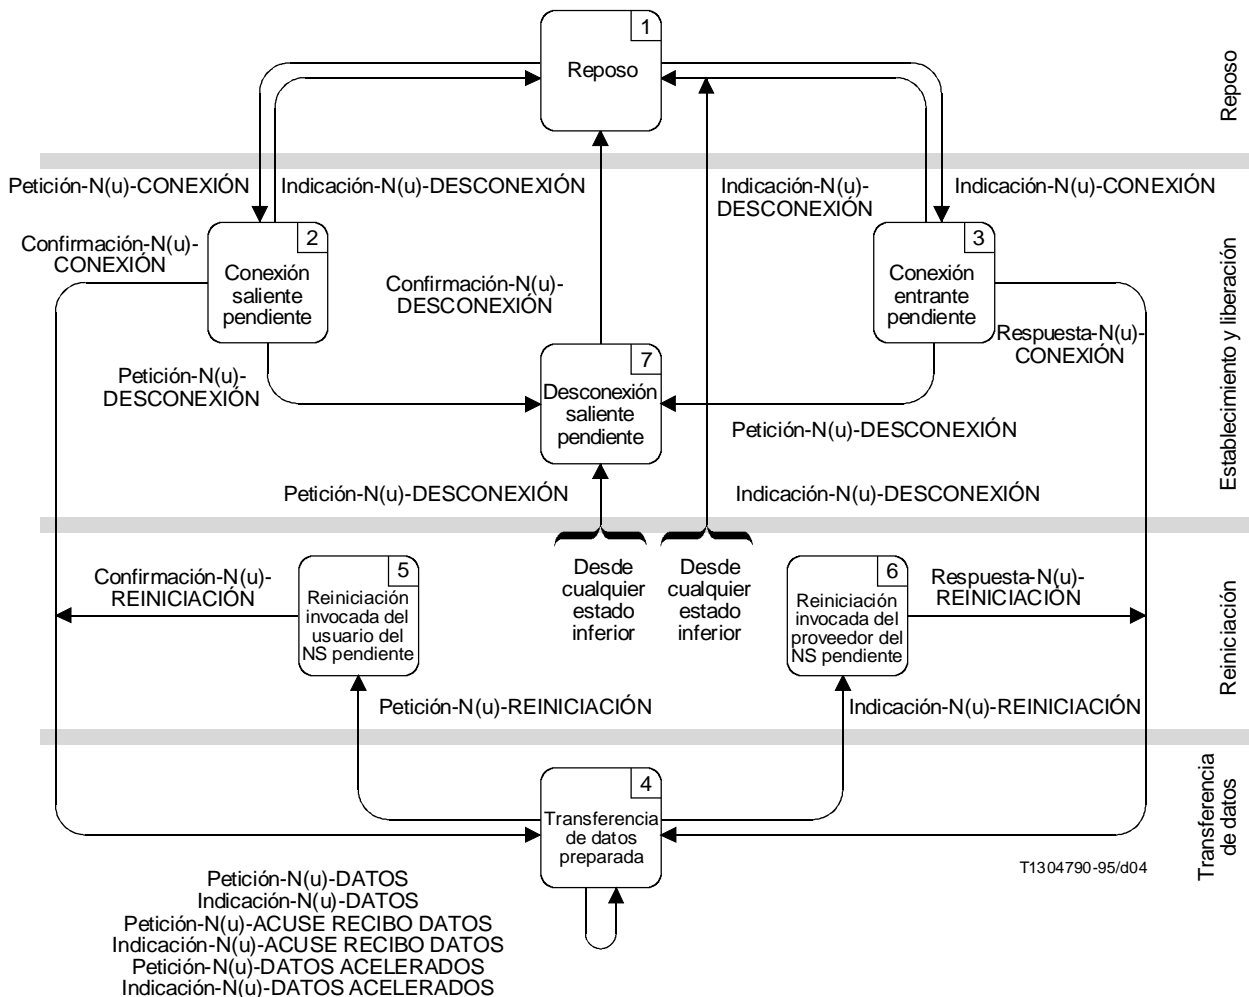 1
Reposo
Reposo
Petición-N(u)-CONEXIÓN
Indicación-N(u)-DESCONEXIÓN
Indicación-N(u)-
DESCONEXIÓN
Indicación-N(u)-CONEXIÓN
Confirmación-N(u)-
CONEXIÓN
2
Conexión
saliente
pendiente
Confirmación-N(u)-
DESCONEXIÓN
3
Conexión
entrante
pendiente
Respuesta-N(u)-
CONEXIÓN
Establecimiento y liberación
Petición-N(u)-
DESCONEXIÓN
7
Desconexión
saliente
pendiente
Petición-N(u)-DESCONEXIÓN
Petición-N(u)-DESCONEXIÓN
Indicación-N(u)-DESCONEXIÓN
Confirmación-N(u)-
REINICIACIÓN
5
Reiniciación
invocada del
usuario del
NS pendiente
Desde
cualquier
estado
inferior
Desde
cualquier
estado
inferior
6
Reiniciación
invocada del
proveedor del
NS pendiente
Respuesta-N(u)-
REINICIACIÓN
Reiniciación
Petición-N(u)-REINICIACIÓN
Indicación-N(u)-REINICIACIÓN
4
Transferencia
de datos
preparada
Transferencia
de datos
T1304790-95/d04
Petición-N(u)-DATOS
Indicación-N(u)-DATOS
Petición-N(u)-ACUSE RECIBO DATOS
Indicación-N(u)-ACUSE RECIBO DATOS
Petición-N(u)-DATOS ACELERADOS
Indicación-N(u)-DATOS ACELERADOS